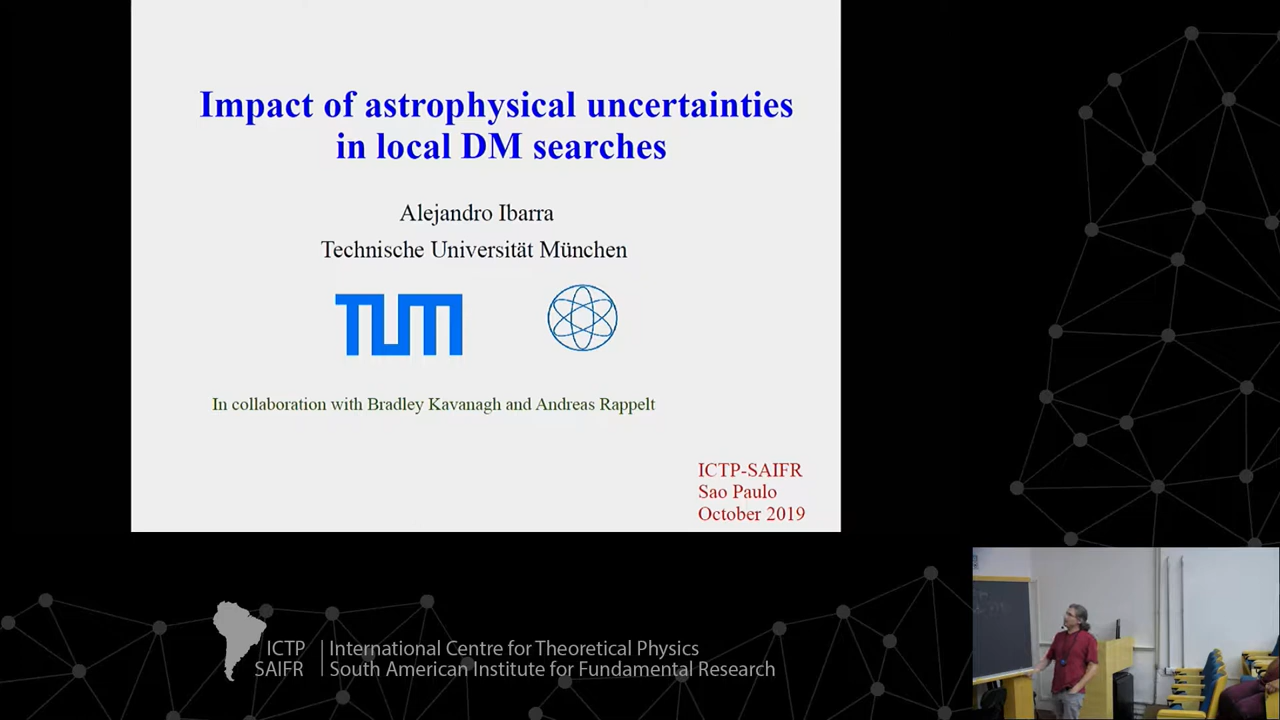 Impact of astrophysical uncertainties
in local DM searches
Alejandro Ibarra
Technische Universität München
TUM
In collaboration with Bradley Kavanagh and Andreas Rappelt
ICTP-SAIFR
Sao Paulo
October 2019
ICTP
SAIFR
International Centre for Theoretical Physics
South American Institute for Fundamental Research